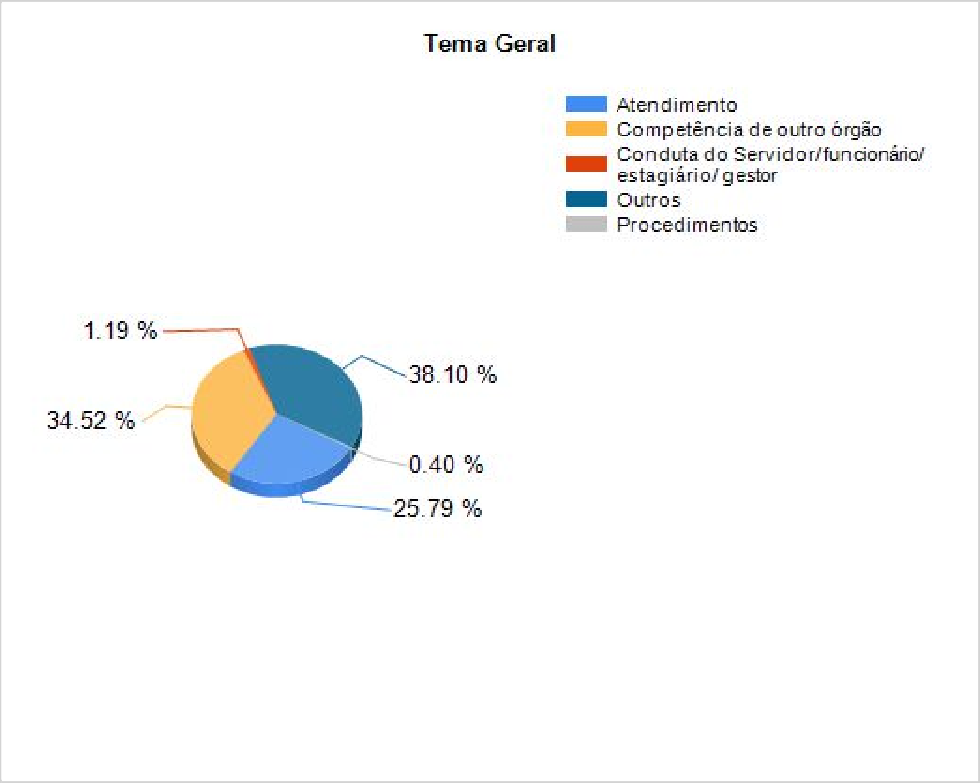 Tema Geral
Atendimento
Competência de outro órgão
Conduta do Servidor/funcionário/
estagiário/gestor
Outros
Procedimentos
1.19 %
38.10 %
34.52 %
0.40 %
25.79 %